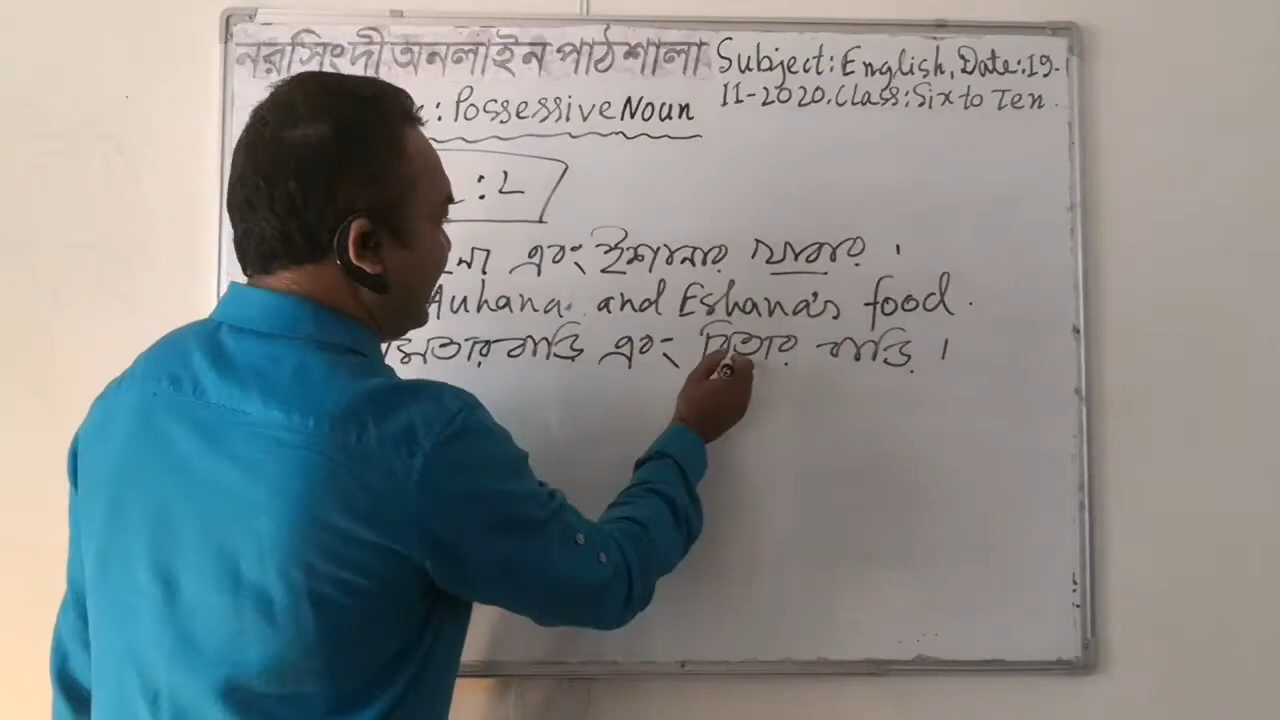 নরসিংদী অনলাইন পাঠশালা
Subject: English, Date: 19-
11-2020. Class: Six to Ten.
: Possessive Noun
: 2
এবং ইশানার খাবার ।
Auhana and Eshana's food.
মিতার বাড়ি এবং রিতার বাড়ি ।